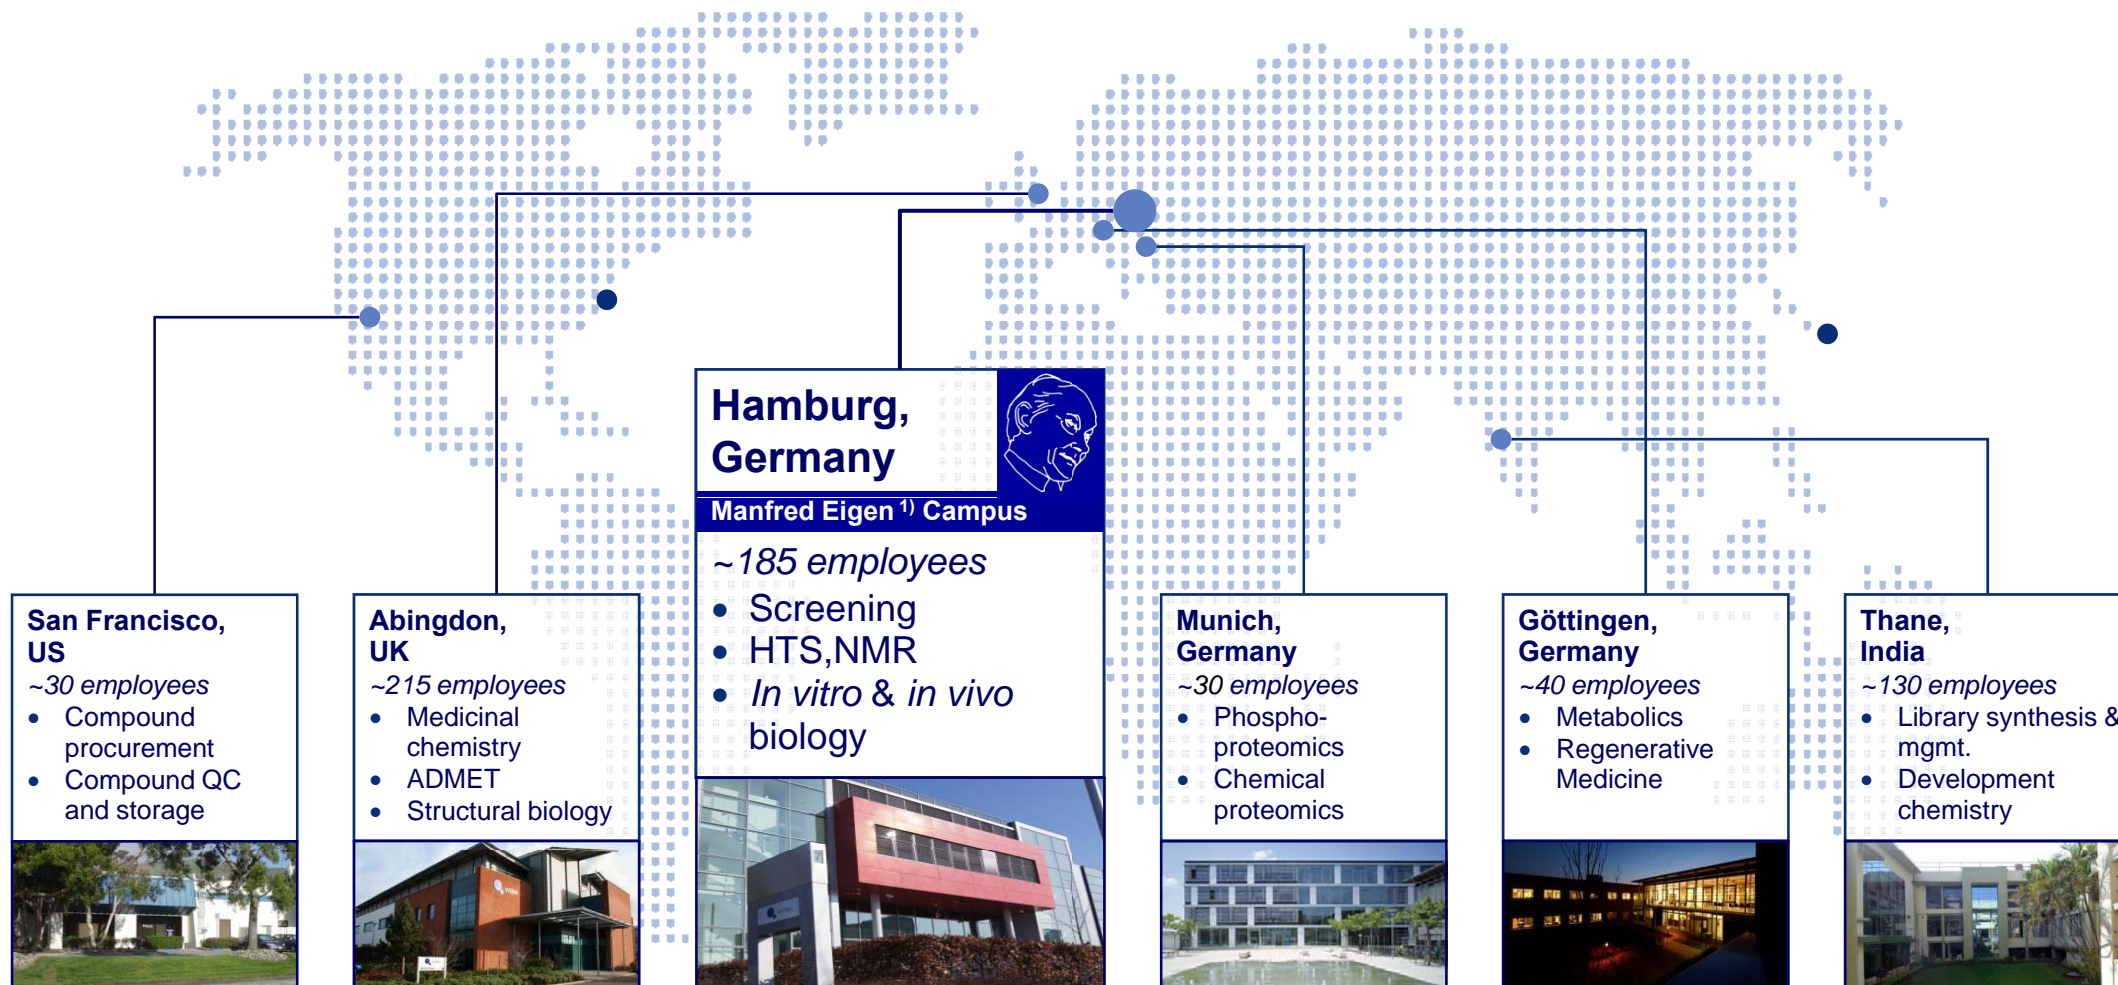 Hamburg,
Germany
Manfred Eigen 1) Campus
~185 employees
• Screening
• HTS,NMR
• In vitro & in vivo
biology
San Francisco,
US
~30 employees
• Compound
procurement
• Compound QC
and storage
Abingdon,
UK
~215 employees
• Medicinal
chemistry
• ADMET
• Structural biology
Munich,
Germany
~30 employees
• Phospho-
proteomics
• Chemical
proteomics
Göttingen,
Germany
~40 employees
• Metabolics
• Regenerative
Medicine
Thane,
India
~130 employees
• Library synthesis &
mgmt.
• Development
chemistry